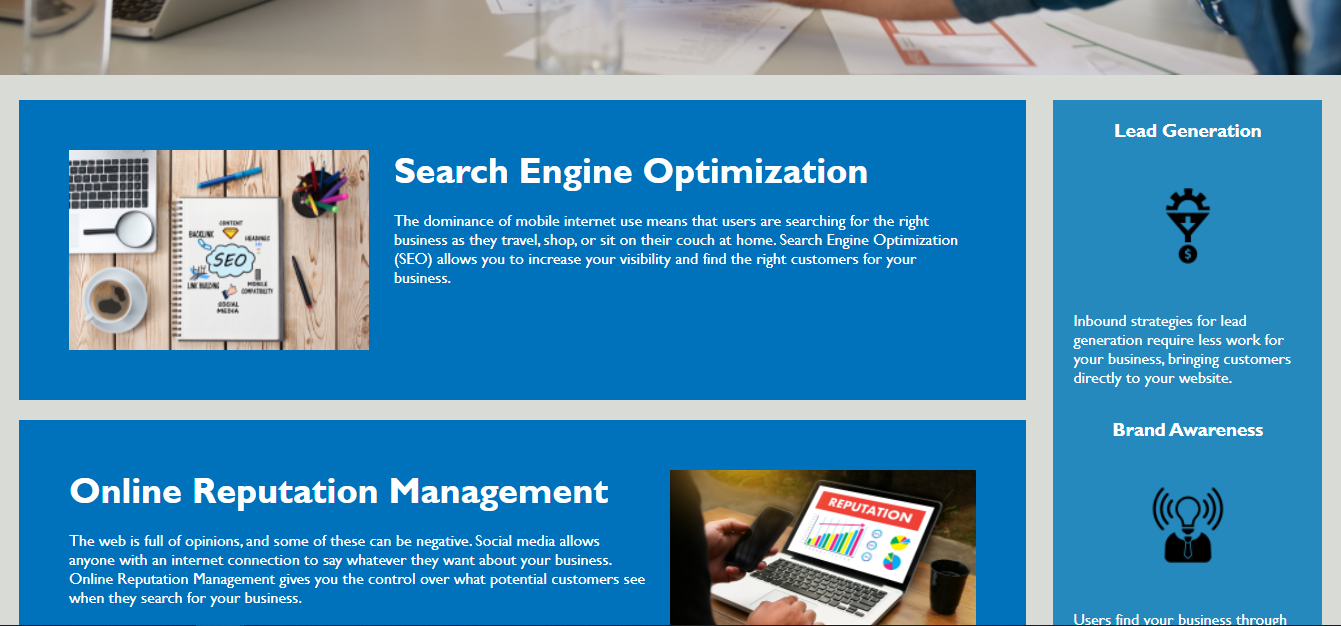 Search Engine Optimization
The dominance of mobile internet use means that users are searching for the right
business as they travel, shop, or sit on their couch at home. Search Engine Optimization
(SEO) allows you to increase your visibility and find the right customers for your
business.
CONTENT
BACKLINK
HEADINGS
SEO
LINK BUILDING
MOBILE
COMPATIBILITY
SOCIAL
MEDIA
Online Reputation Management
The web is full of opinions, and some of these can be negative. Social media allows
anyone with an internet connection to say whatever they want about your business.
Online Reputation Management gives you the control over what potential customers see
when they search for your business.
REPUTATION
Lead Generation
$
Inbound strategies for lead
generation require less work for
your business, bringing customers
directly to your website.
Brand Awareness
Users find your business through